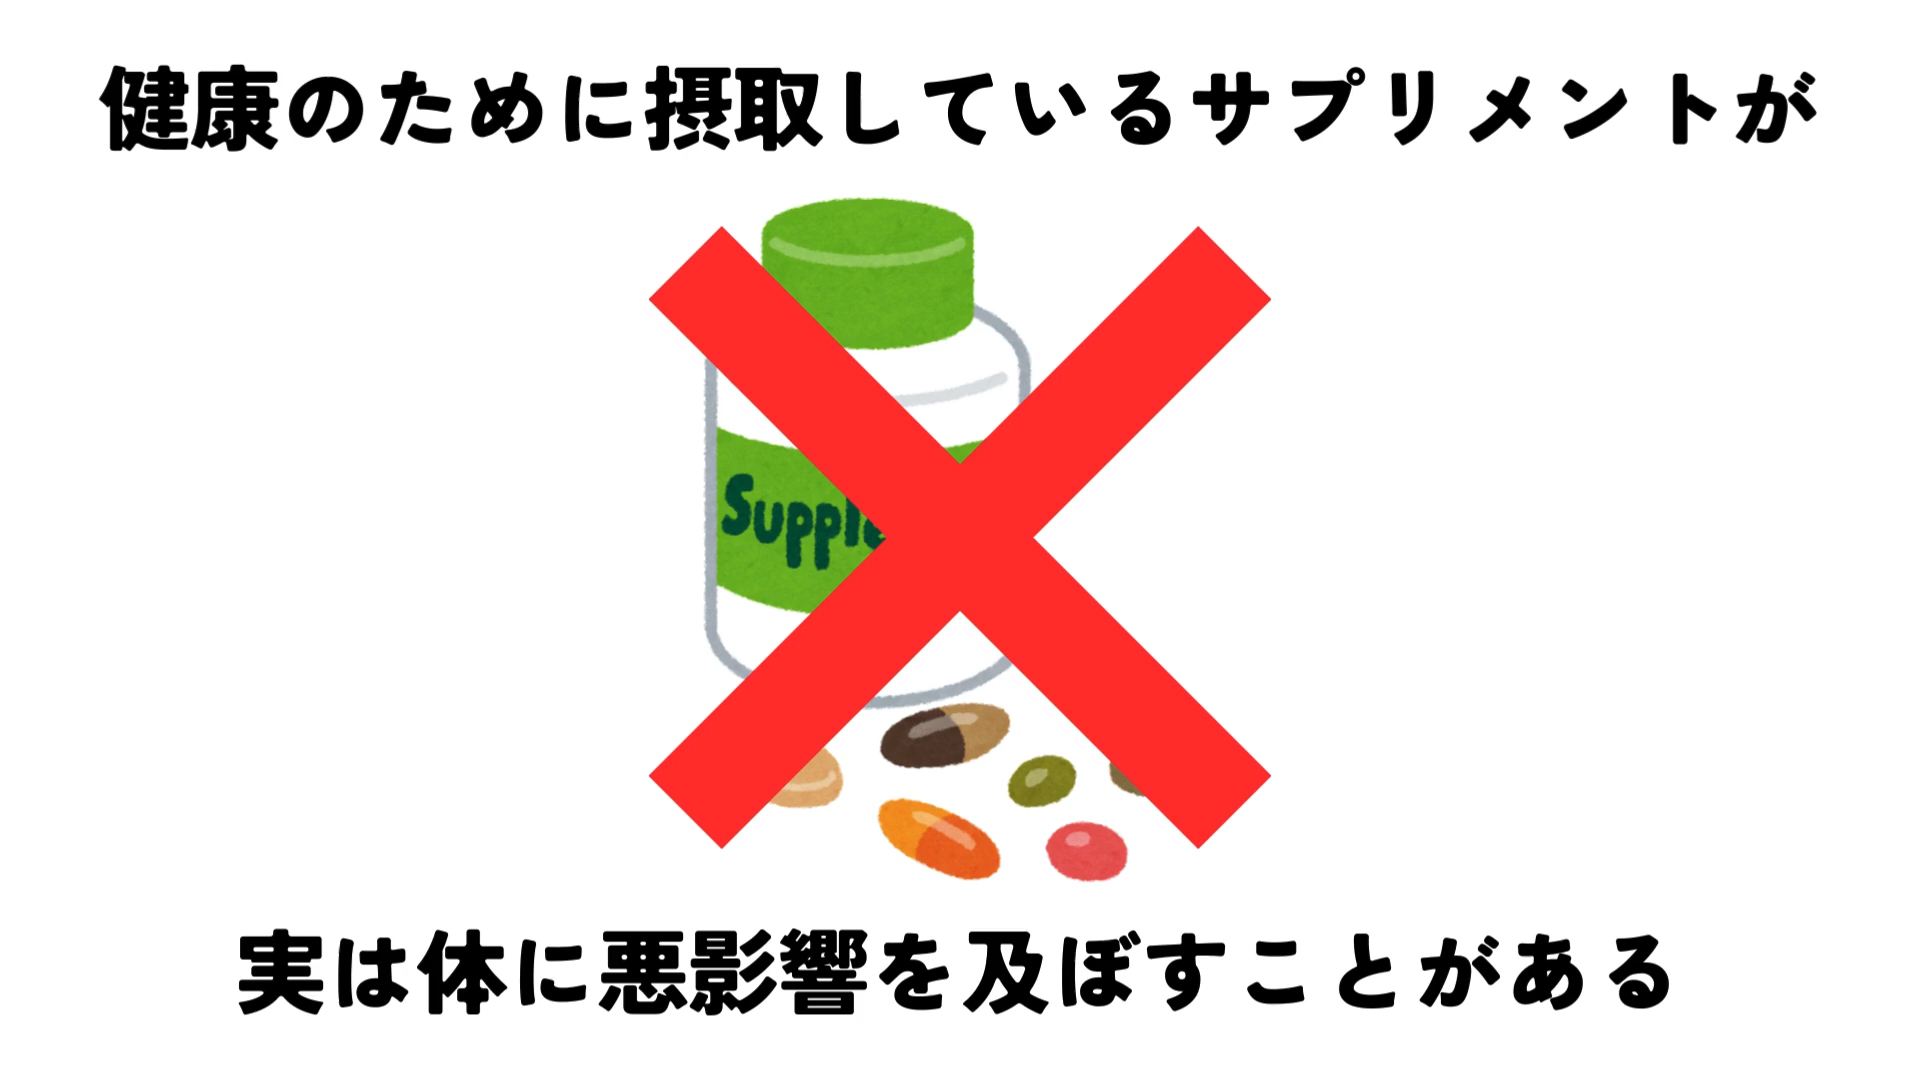 健康のために摂取しているサプリメントが
Supple
実は体に悪影響を及ぼすことがある